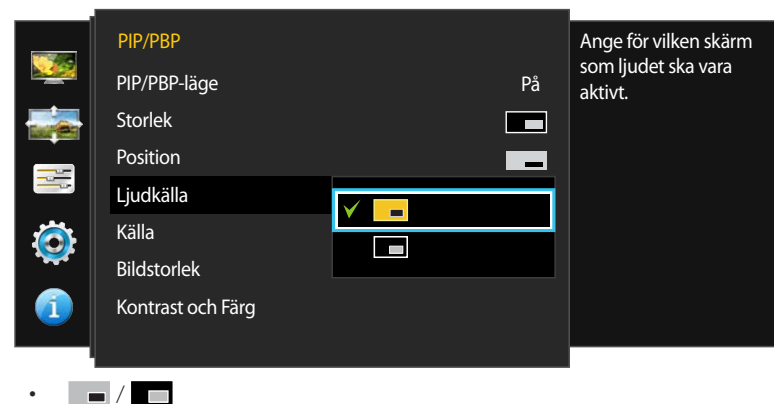 PIP/PBP
PIP/PBP-läge På
Storlek
Position
Ljudkälla
Källa
Bildstorlek
Kontrast och Färg
Ange för vilken skärm
som ljudet ska vara
aktivt.
• /